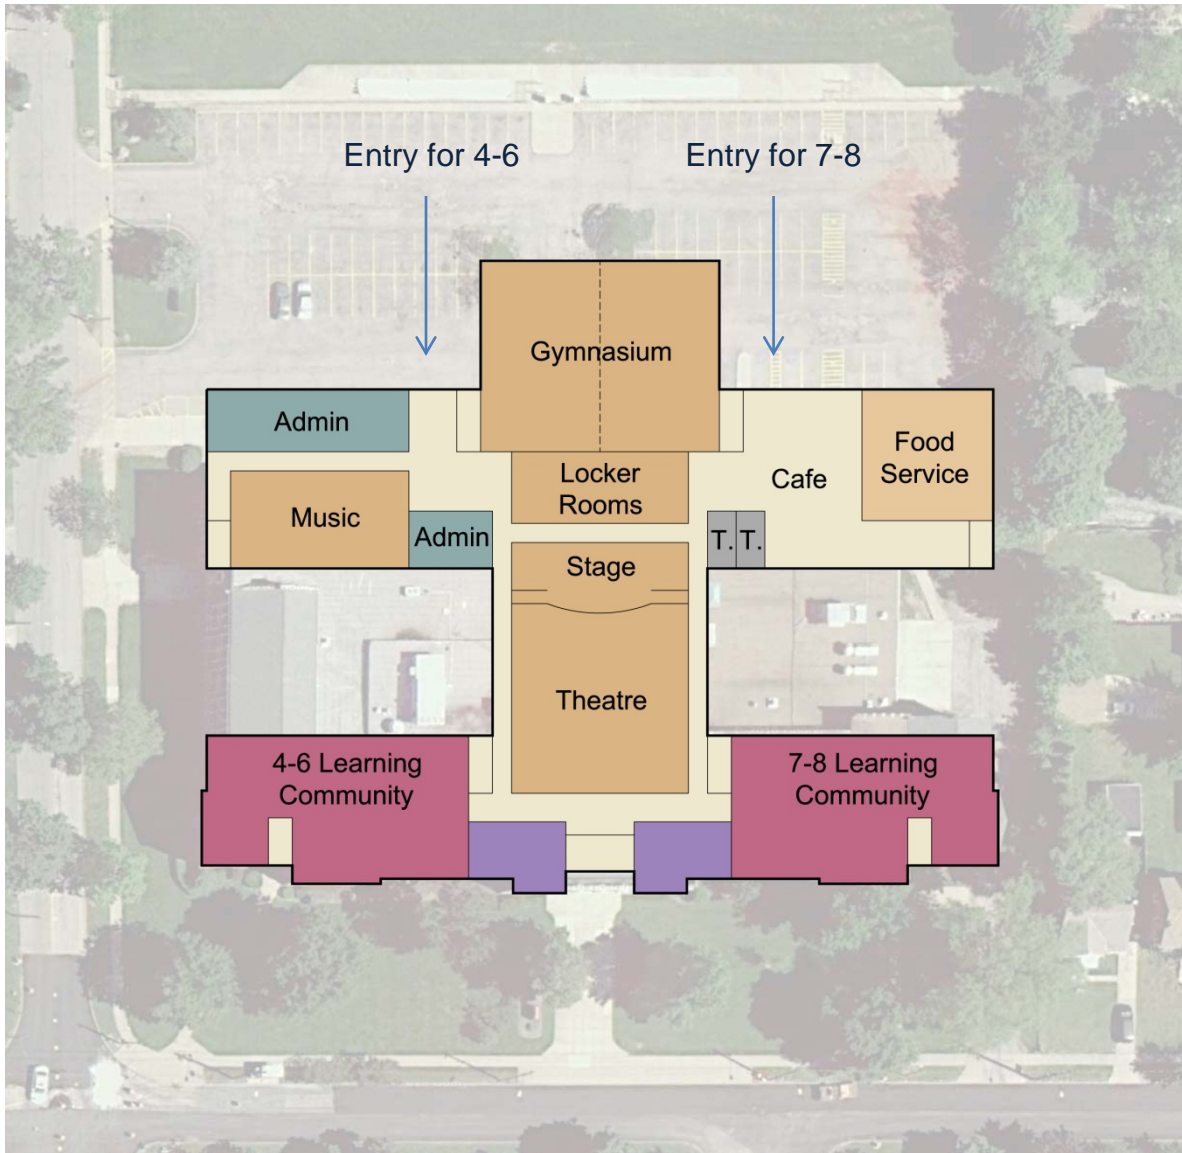 Entry for 4-6
Entry for 7-8
Gymnasium
Admin
Food
Service
Locker
Rooms
Cafe
Music
Admin
T.
T.
Stage
Theatre
4-6 Learning
Community
7-8 Learning
Community